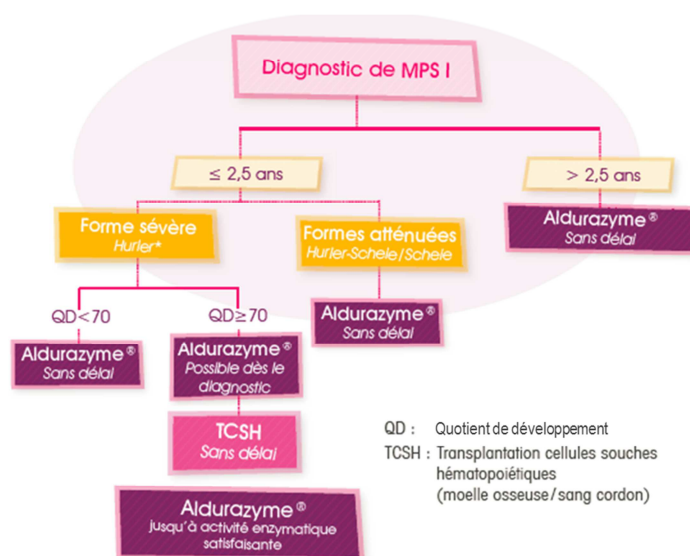 Diagnostic de MPS I
≤ 2,5 ans
> 2,5 ans
Forme sévère
Hurler*
Formes atténuées
Hurler-Scheie/Scheie
Aldurazyme®
Sans délai
QD<70
QD≥70
Aldurazyme®
Sans délai
Aldurazyme®
Possible dès le
diagnostic
Aldurazyme®
Sans délai
TCSH
Sans délai
Aldurazyme®
jusqu'à activité enzymatique
satisfaisante
QD : Quotient de développement
TCSH : Transplantation cellules souches
hématopoiétiques
(moelle osseuse/sang cordon)